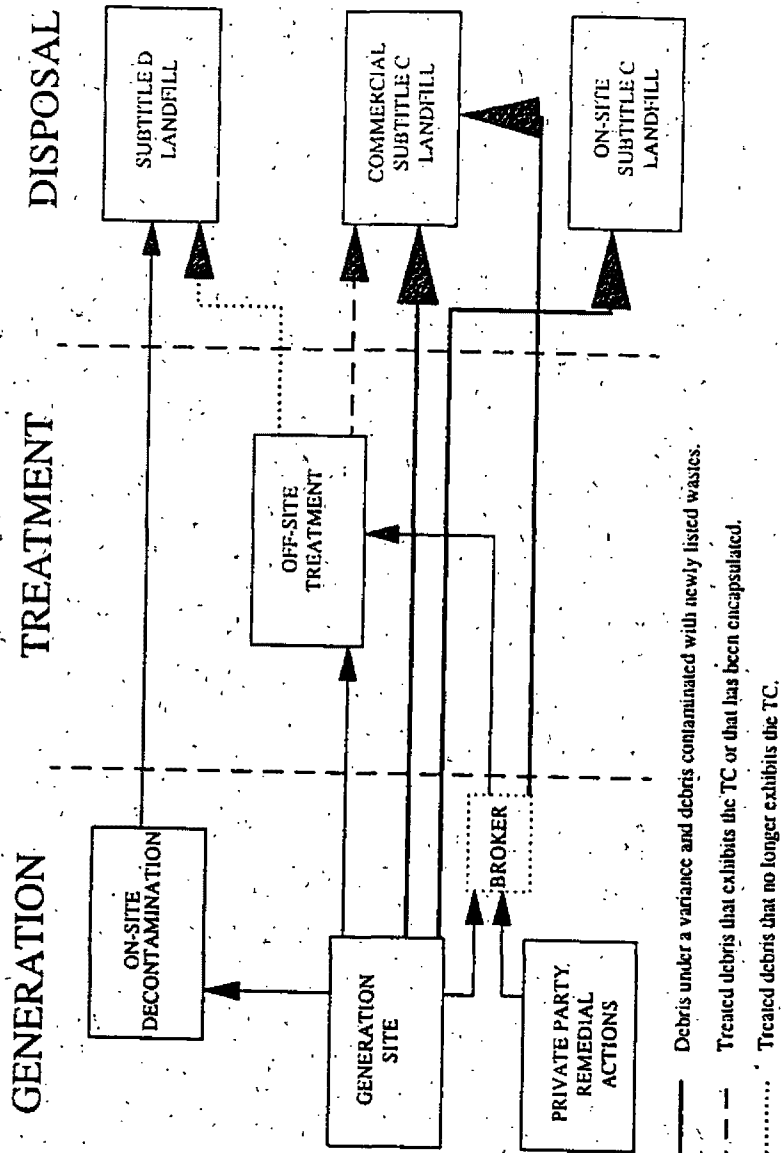 GENERATION
TREATMENT
DISPOSAL
ON-SITE
DECONTAMINATION
GENERATION
SITE
PRIVATE PARTY
REMEDIAL
ACTIONS
BROKER
OFF-SITE
TREATMENT
SUBTITLE D
LANDFILL
COMMERCIAL
SUBTITLE C
LANDFILL
ON-SITE
SUBTITLE C
LANDFILL
Debris under a variance and debris contaminated with newly listed wastes.
Treated debris that exhibits the TC or that has been encapsulated.
Treated debris that no longer exhibits the TC.